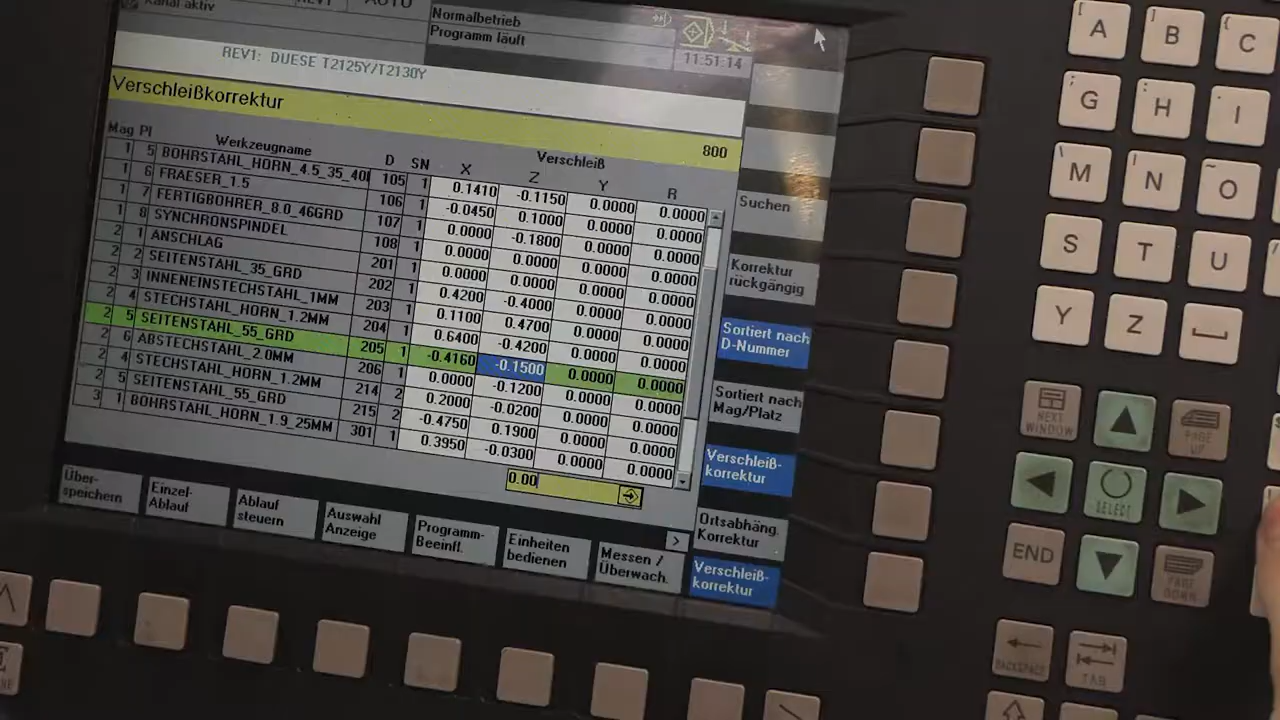 Kanal aktiv
REV1
AUTO
Normalbetrieb
Programm läuft
11:51:14
REV1: DUESE T2125Y/T2130Y
Verschleißkorrektur
800
Verschleiß
Mag Pl Werkzeugname D SN X Z Y R
1 5 BOHRSTAHL_HORN_4.5_35_40 105 1 0.1410 -0.1150 0.0000 0.0000
1 6 FRAESER_1.5 106 1 -0.0450 0.1000 0.0000 0.0000
1 7 FERTIGBOHRER_8.0_46GRD 107 1 0.0000 -0.1800 0.0000 0.0000
1 8 SYNCHRONSPINDEL 108 1 0.0000 0.0000 0.0000 0.0000
2 1 ANSCHLAG 201 1 0.0000 0.0000 0.0000 0.0000
2 2 SEITENSTAHL_35_GRD 202 1 0.4200 -0.4000 0.0000 0.0000
2 3 INNENEINSTECHSTAHL_1MM 203 1 0.1100 0.4700 0.0000 0.0000
2 4 STECHSTAHL_HORN_1.2MM 204 1 0.6400 -0.4200 0.0000 0.0000
2 5 SEITENSTAHL_55_GRD 205 1 -0.4160 -0.1500 0.0000 0.0000
2 6 ABSTECHSTAHL_2.0MM 206 1 0.0000 -0.1200 0.0000 0.0000
2 4 STECHSTAHL_HORN_1.2MM 214 2 0.2000 -0.0200 0.0000 0.0000
2 5 SEITENSTAHL_55_GRD 215 2 -0.4750 0.1900 0.0000 0.0000
3 1 BOHRSTAHL_HORN_1.9_25MM 301 1 0.3950 -0.0300 0.0000 0.0000
0.00
Suchen
Korrektur
rückgängig
Sortiert nach
D-Nummer
Sortiert nach
Mag/Platz
Verschleiß-
korrektur
Ortsabhäng.
Korrektur
Verschleiß-
korrektur
Über-
speichern
Einzel-
Ablauf
Ablauf
steuern
Auswahl
Anzeige
Programm-
Beeinfl.
Einheiten
bedienen
Messen /
Überwach.
>
[ A
] B
{ C
; G
: H
' I
\ M
| N
~ O
S
T
U
Y
Z
NEXT
WINDOW
PAGE
UP
SELECT
END
PAGE
DOWN
BACKSPACE
TAB